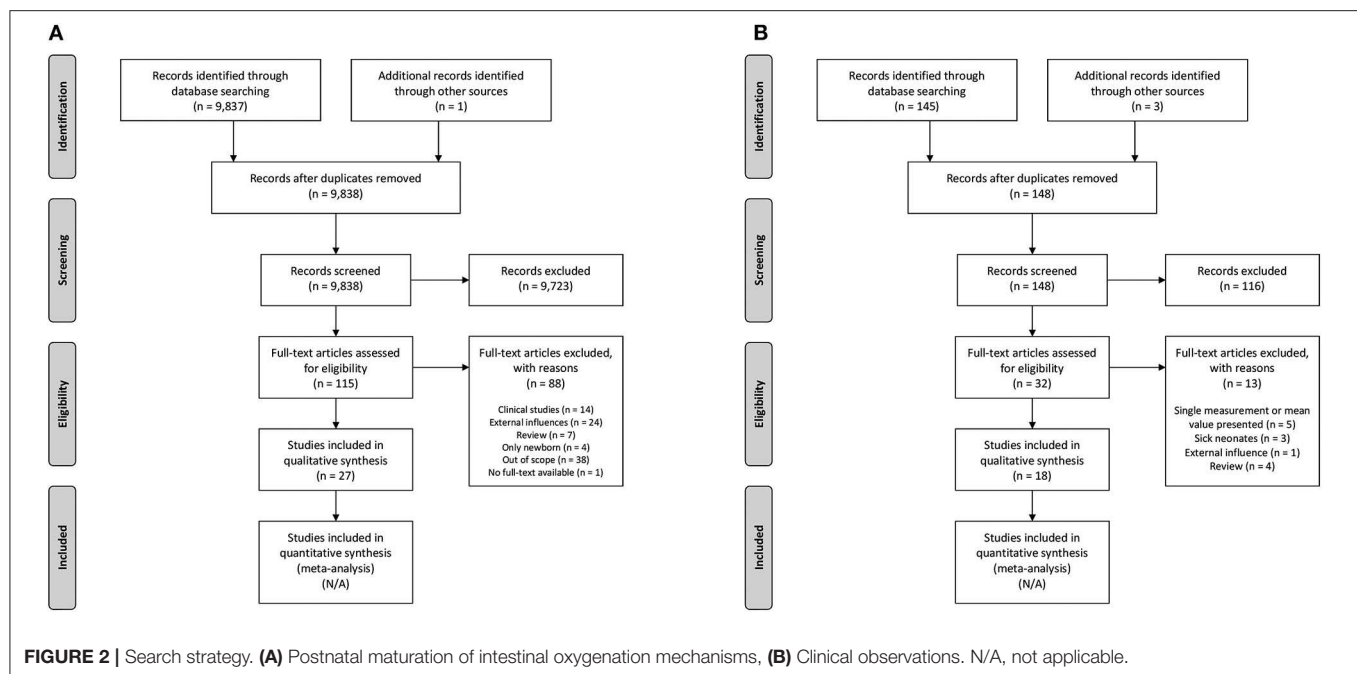 A
Identification
Records identified through
database searching
(n = 9,837)
Additional records identified
through other sources
(n = 1)
Records after duplicates removed
(n = 9,838)
Screening
Records screened
(n = 9,838)
Records excluded
(n = 9,723)
Eligibility
Full-text articles assessed
for eligibility
(n = 115)
Full-text articles excluded,
with reasons
(n = 88)
Clinical studies (n = 14)
External influences (n = 24)
Review (n = 7)
Only newborn (n = 4)
Out of scope (n = 38)
No full-text available (n = 1)
Studies included in
qualitative synthesis
(n = 27)
Included
Studies included in
quantitative synthesis
(meta-analysis)
(N/A)
B
Identification
Records identified through
database searching
(n = 145)
Additional records identified
through other sources
(n = 3)
Records after duplicates removed
(n = 148)
Screening
Records screened
(n = 148)
Records excluded
(n = 116)
Eligibility
Full-text articles assessed
for eligibility
(n = 32)
Full-text articles excluded,
with reasons
(n = 13)
Single measurement or mean
value presented (n = 5)
Sick neonates (n = 3)
External influence (n = 1)
Review (n = 4)
Studies included in
qualitative synthesis
(n = 18)
Included
Studies included in
quantitative synthesis
(meta-analysis)
(N/A)
FIGURE 2 | Search strategy. (A) Postnatal maturation of intestinal oxygenation mechanisms, (B) Clinical observations. N/A, not applicable.